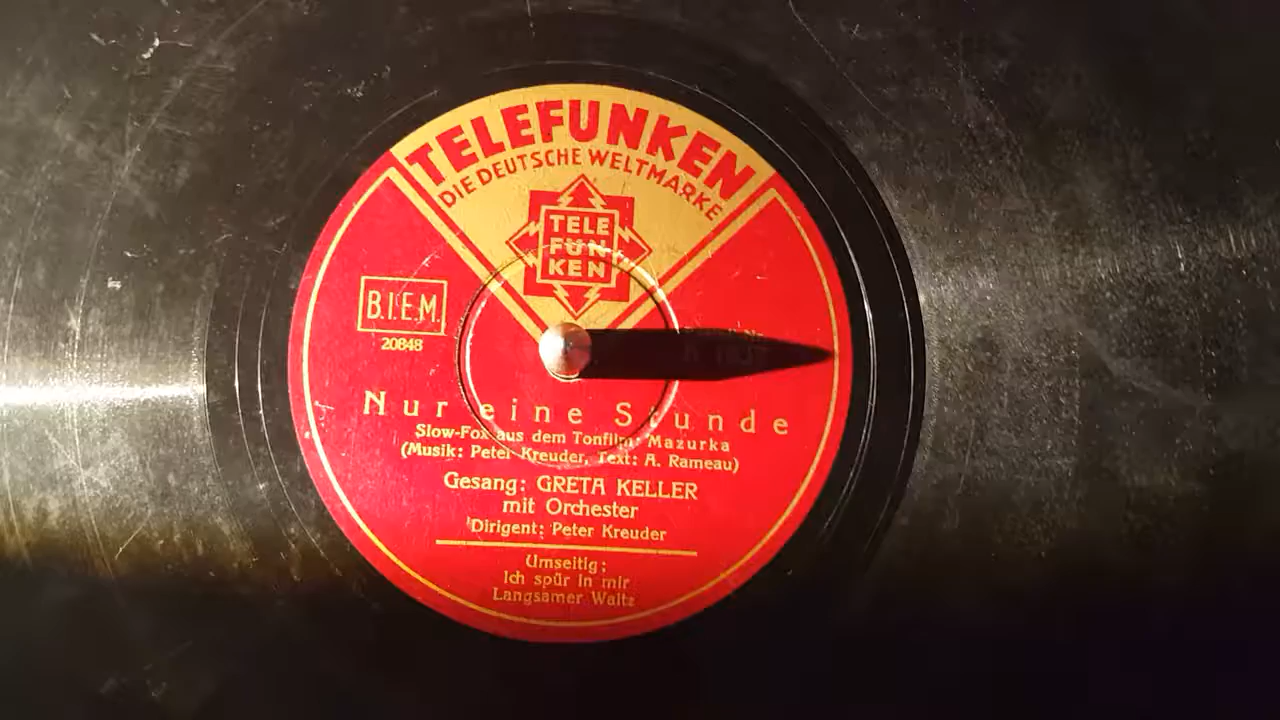 TELEFUNKEN
DIE DEUTSCHE WELTMARKE
TELE
FUN
KEN
B.I.E.M.
20848
Nur eine Stunde
Slow-Fox aus dem Tonfilm: Mazurka
(Musik: Peter Kreuder, Text: A. Rameau)
Gesang: GRETA KELLER
mit Orchester
Dirigent: Peter Kreuder
Umseitig:
Ich spür in mir
Langsamer Waltz